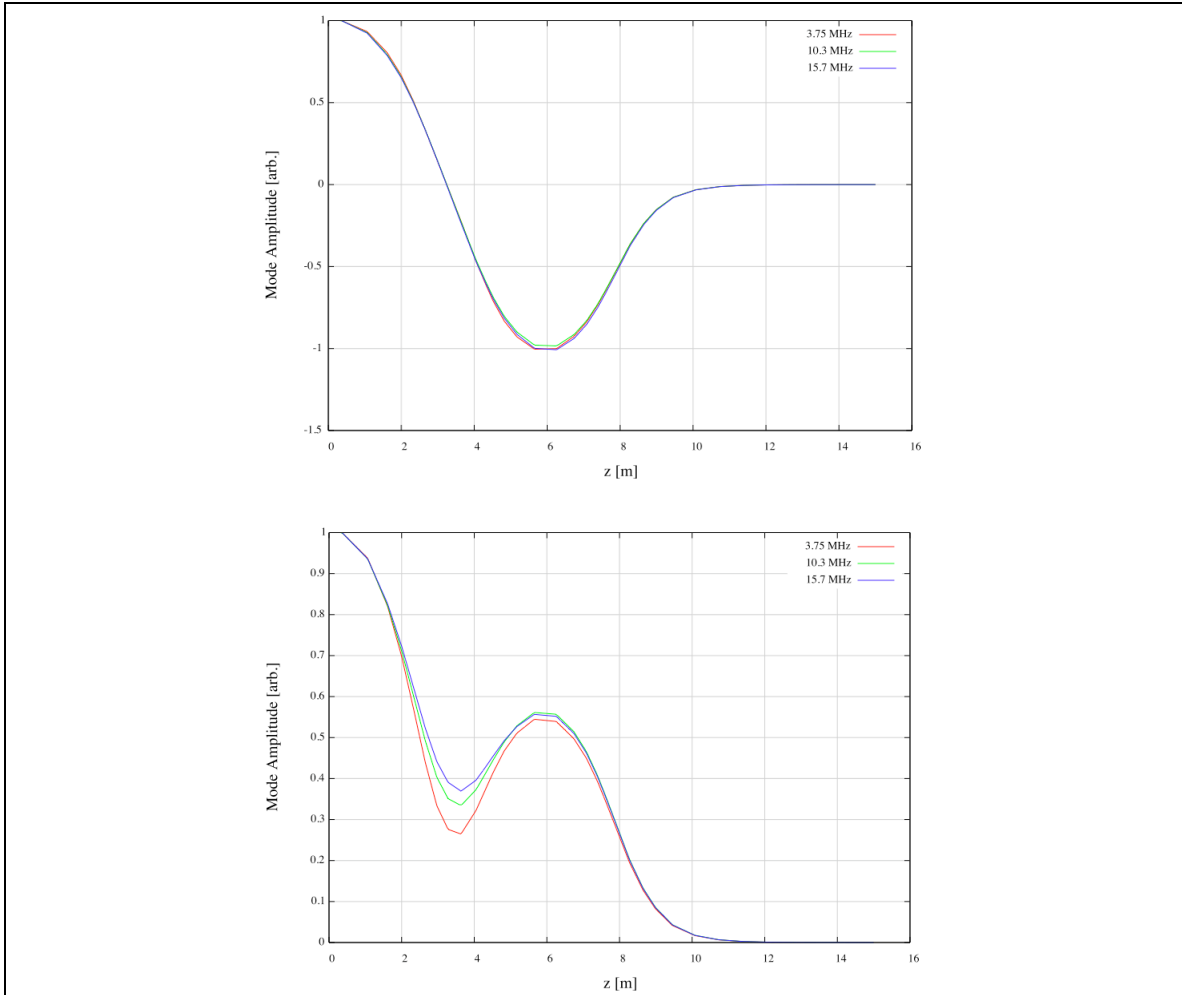 1
0.5
0
-0.5
-1
-1.5
Mode Amplitude [arb.]
3.75 MHz
10.3 MHz
15.7 MHz
0 2 4 6 8 10 12 14 16
z [m]
1
0.9
0.8
0.7
0.6
0.5
0.4
0.3
0.2
0.1
0
Mode Amplitude [arb.]
3.75 MHz
10.3 MHz
15.7 MHz
0 2 4 6 8 10 12 14 16
z [m]